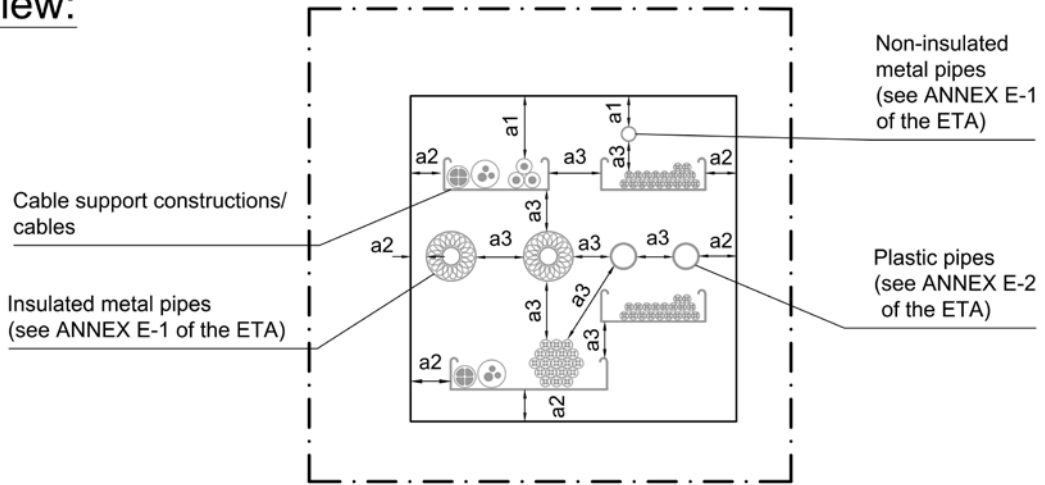 iew:
Non-insulated
metal pipes
(see ANNEX E-1
of the ETA)
a1
a1
a2
a3
a3
a2
Cable support constructions/
cables
a3
a2
a3
a3
a3
a2
Plastic pipes
(see ANNEX E-2
of the ETA)
Insulated metal pipes
(see ANNEX E-1 of the ETA)
a3
a3
a3
a2
a2